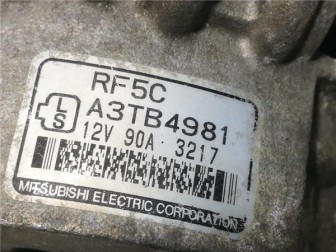 RF5C
L
S
A3TB4981
12V 90A 3217
MITSUBISHI ELECTRIC CORPORATION